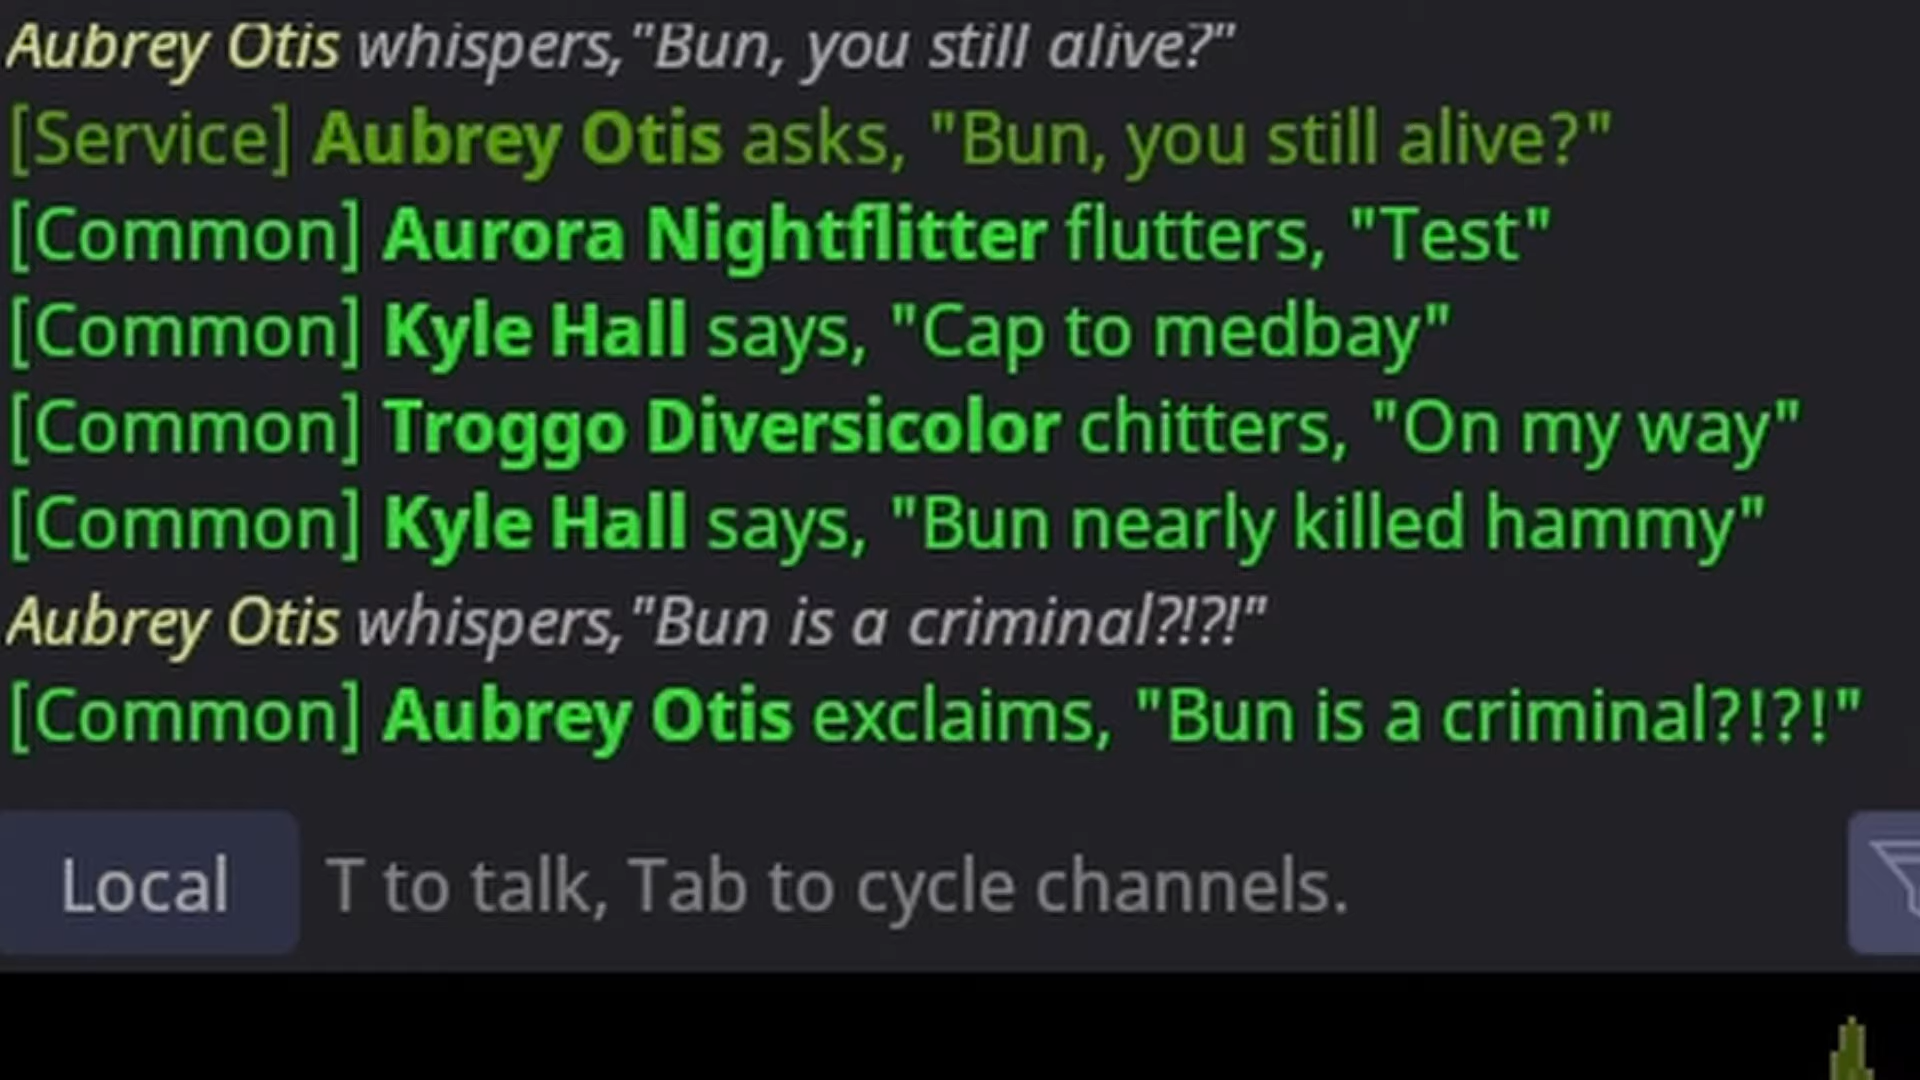 Aubrey Otis whispers,"Bun, you still alive?"
[Service] Aubrey Otis asks, "Bun, you still alive?"
[Common] Aurora Nightflitter flutters, "Test"
[Common] Kyle Hall says, "Cap to medbay"
[Common] Troggo Diversicolor chitters, "On my way"
[Common] Kyle Hall says, "Bun nearly killed hammy"
Aubrey Otis whispers,"Bun is a criminal?!?!"
[Common] Aubrey Otis exclaims, "Bun is a criminal?!?!"
Local T to talk, Tab to cycle channels.